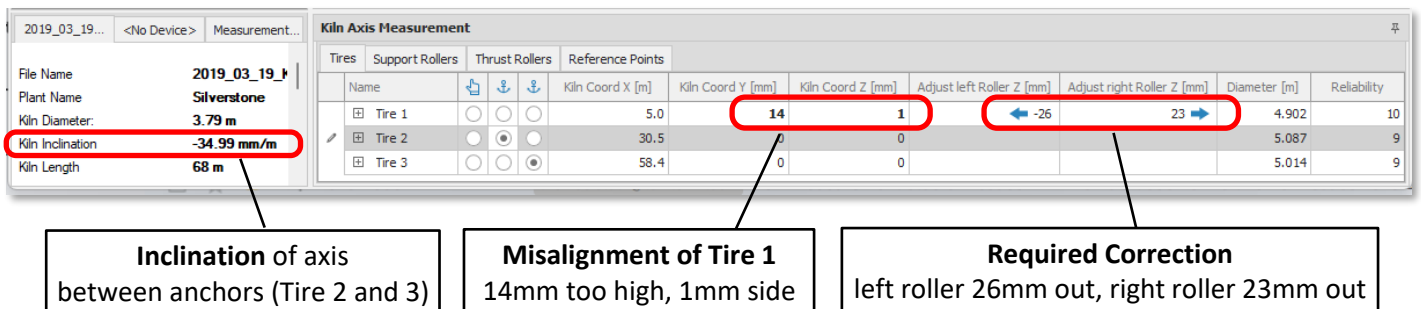 2019_03_19... <No Device> Measurement...
File Name 2019_03_19_K
Plant Name Silverstone
Kiln Diameter: 3.79 m
Kiln Inclination -34.99 mm/m
Kiln Length 68 m
Kiln Axis Measurement
Tires Support Rollers Thrust Rollers Reference Points
Name Kiln Coord X [m] Kiln Coord Y [mm] Kiln Coord Z [mm] Adjust left Roller Z [mm] Adjust right Roller Z [mm] Diameter [m] Reliability
Tire 1 5.0 14 1 -26 23 4.902 10
Tire 2 30.5 0 0 5.087 9
Tire 3 58.4 0 0 5.014 9
Inclination of axis
between anchors (Tire 2 and 3)
Misalignment of Tire 1
14mm too high, 1mm side
Required Correction
left roller 26mm out, right roller 23mm out